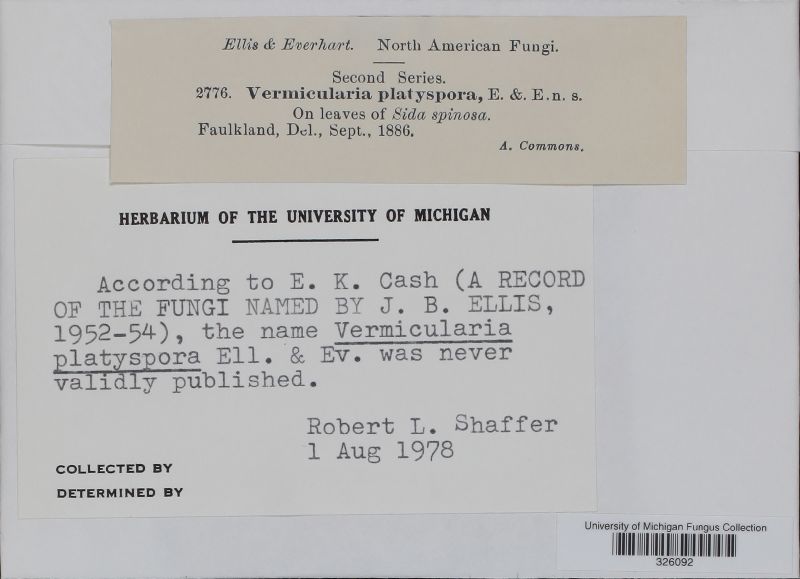 Ellis & Everhart. North American Fungi.
Second Series.
2776. Vermicularia platyspora, E. &. E. n. s.
On leaves of Sida spinosa.
Faulkland, Del., Sept., 1886.
A. Commons.
HERBARIUM OF THE UNIVERSITY OF MICHIGAN
According to E. K. Cash (A RECORD
OF THE FUNGI NAMED BY J. B. ELLIS,
1952-54), the name Vermicularia
platyspora Ell. & Ev. was never
validly published.
Robert L. Shaffer
1 Aug 1978
COLLECTED BY
DETERMINED BY
University of Michigan Fungus Collection
326092